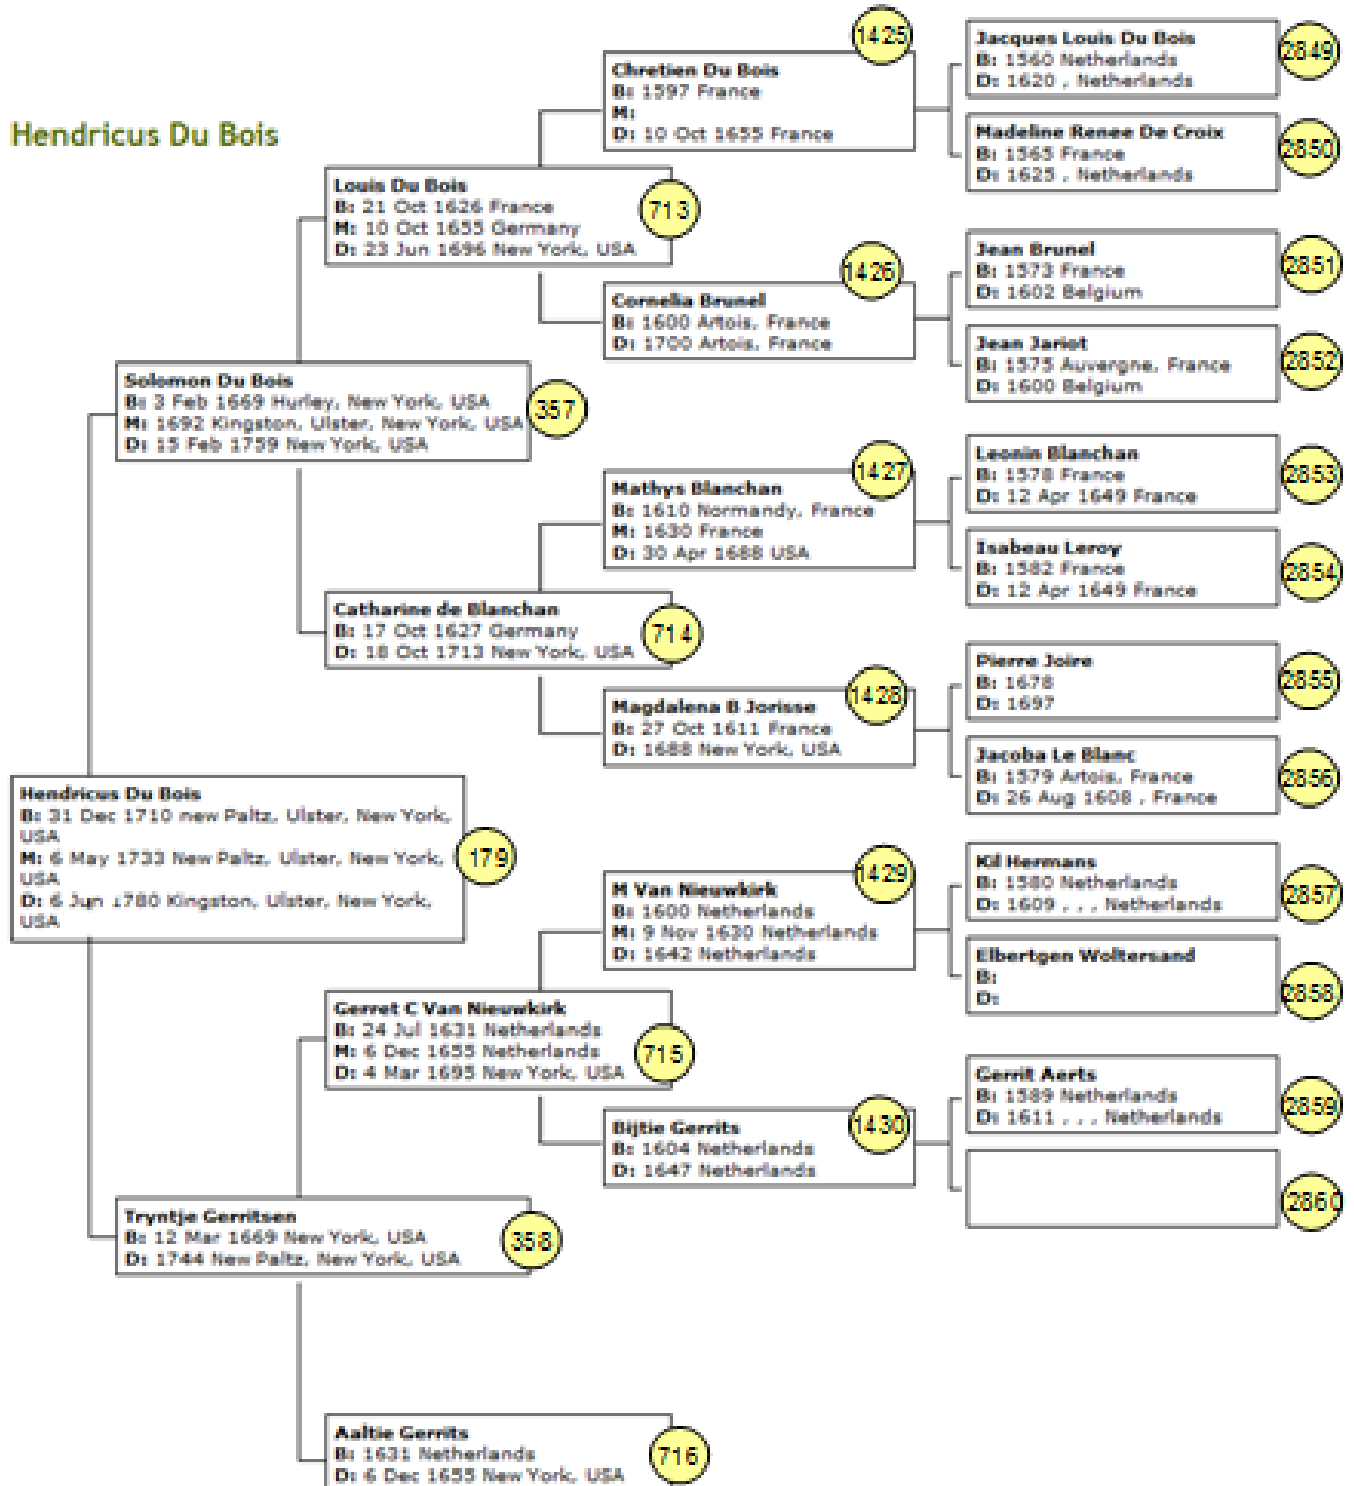 Hendricus Du Bois
Hendricus Du Bois
B: 31 Dec 1710 new Paltz, Ulster, New York,
USA
M: 6 May 1733 New Paltz, Ulster, New York,
USA
D: 6 Jun 1780 Kingston, Ulster, New York,
USA
179
Solomon Du Bois
B: 3 Feb 1669 Hurley, New York, USA
M: 1692 Kingston, Ulster, New York, USA
D: 15 Feb 1759 New York, USA
357
Tryntje Gerritsen
B: 12 Mar 1669 New York, USA
D: 1744 New Paltz, New York, USA
358
Louis Du Bois
B: 21 Oct 1626 France
M: 10 Oct 1655 Germany
D: 23 Jun 1696 New York, USA
713
Catharine de Blanchan
B: 17 Oct 1627 Germany
D: 18 Oct 1713 New York, USA
714
Gerret C Van Nieuwkirk
B: 24 Jul 1631 Netherlands
M: 6 Dec 1655 Netherlands
D: 4 Mar 1695 New York, USA
715
Aaltie Gerrits
B: 1631 Netherlands
D: 6 Dec 1655 New York, USA
716
Chretien Du Bois
B: 1597 France
M:
D: 10 Oct 1655 France
1425
Cornelia Brunel
B: 1600 Artois, France
D: 1700 Artois, France
1426
Mathys Blanchan
B: 1610 Normandy, France
M: 1630 France
D: 30 Apr 1688 USA
1427
Magdalena B Jorisse
B: 27 Oct 1611 France
D: 1688 New York, USA
1428
M Van Nieuwkirk
B: 1600 Netherlands
M: 9 Nov 1630 Netherlands
D: 1642 Netherlands
1429
Bijtie Gerrits
B: 1604 Netherlands
D: 1647 Netherlands
1430
Jacques Louis Du Bois
B: 1560 Netherlands
D: 1620 , Netherlands
2849
Madeline Renee De Croix
B: 1565 France
D: 1625 , Netherlands
2850
Jean Brunel
B: 1573 France
D: 1602 Belgium
2851
Jean Jariot
B: 1575 Auvergne, France
D: 1600 Belgium
2852
Leonin Blanchan
B: 1578 France
D: 12 Apr 1649 France
2853
Isabeau Leroy
B: 1582 France
D: 12 Apr 1649 France
2854
Pierre Joire
B: 1678
D: 1697
2855
Jacoba Le Blanc
B: 1579 Artois, France
D: 26 Aug 1608 , France
2856
Kil Hermans
B: 1580 Netherlands
D: 1609 , , , Netherlands
2857
Elbertgen Woltersand
B:
D:
2858
Gerrit Aerts
B: 1589 Netherlands
D: 1611 , , , Netherlands
2859
2860